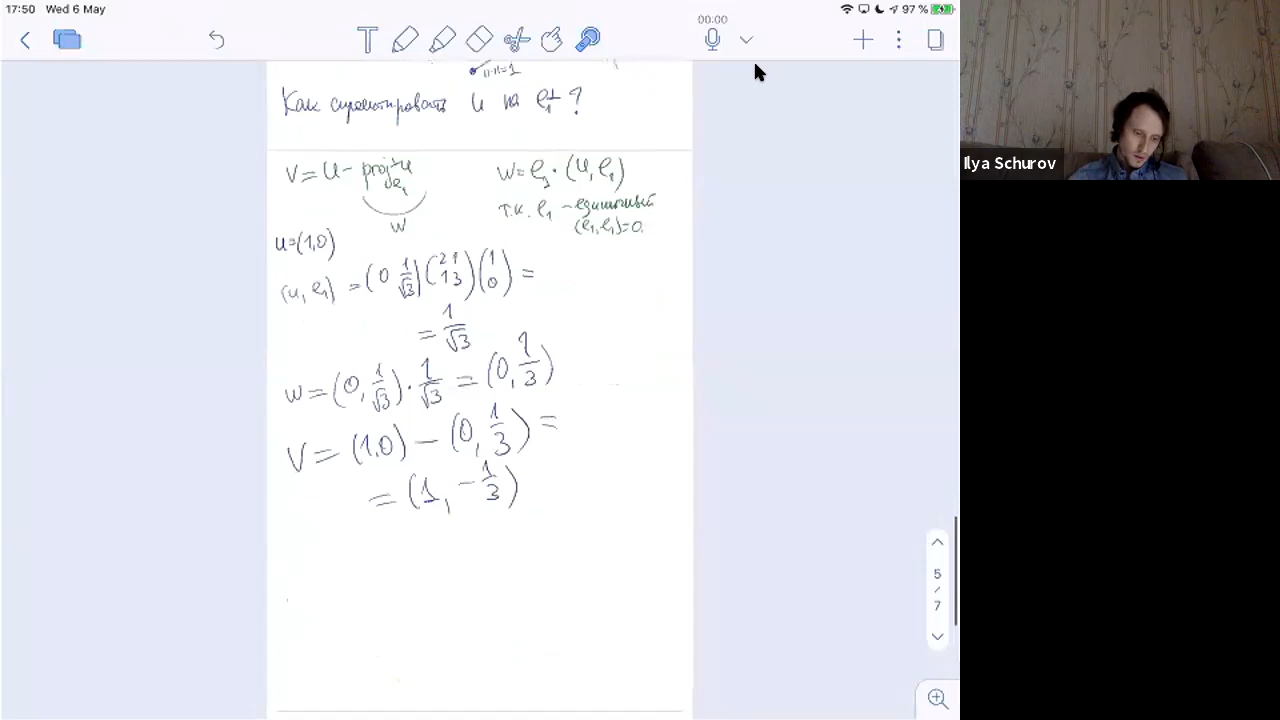 17:50 Wed 6 May
97 %
00:00
T
Как спроектировать u на e₁^⊥ ?
V = u - proj u
w
w = e₁ · (u, e₁)
т.к. e₁ - единичный
(e₁, e₁) = 0.
u = (1,0)
(u, e₁) = (0 1/√3) (2 1 1 3) (1 0) =
= 1/√3
w = (0, 1/√3) · 1/√3 = (0, 1/3)
V = (1,0) - (0, 1/3) =
= (1, -1/3)
5
/
7
Ilya Schurov